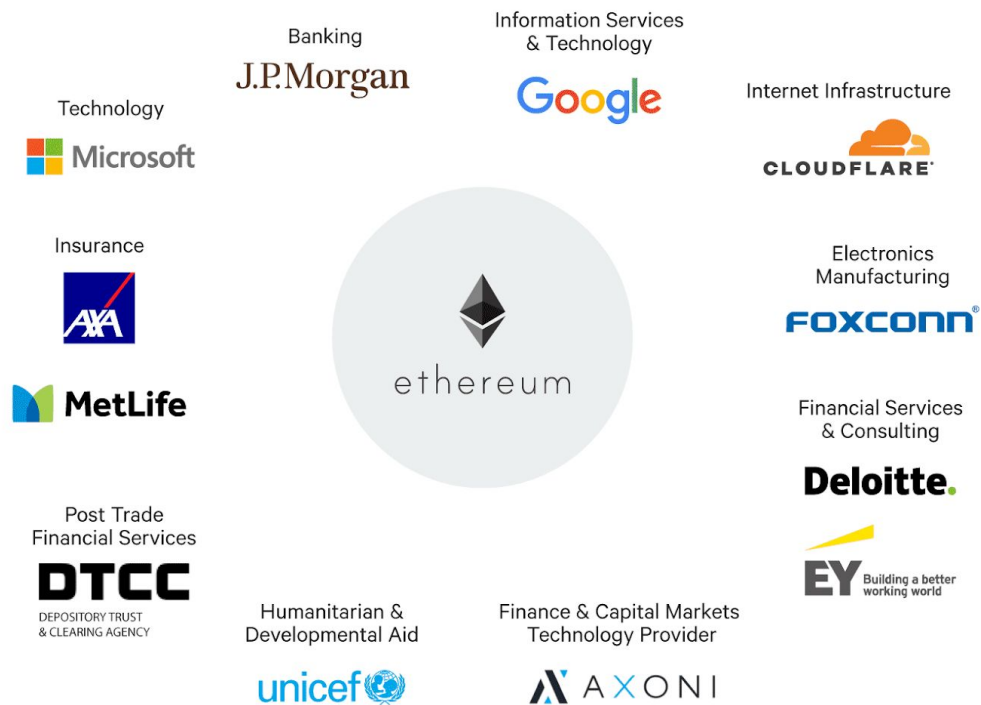 Banking
J.P.Morgan
Information Services
& Technology
Google
Internet Infrastructure
CLOUDFLARE
Technology
Microsoft
Insurance
AXA
MetLife
Electronics
Manufacturing
FOXCONN®
ethereum
Financial Services
& Consulting
Deloitte.
EY
Building a better
working world
Post Trade
Financial Services
DTCC
DEPOSITORY TRUST
& CLEARING AGENCY
Humanitarian &
Developmental Aid
unicef
Finance & Capital Markets
Technology Provider
AXONI